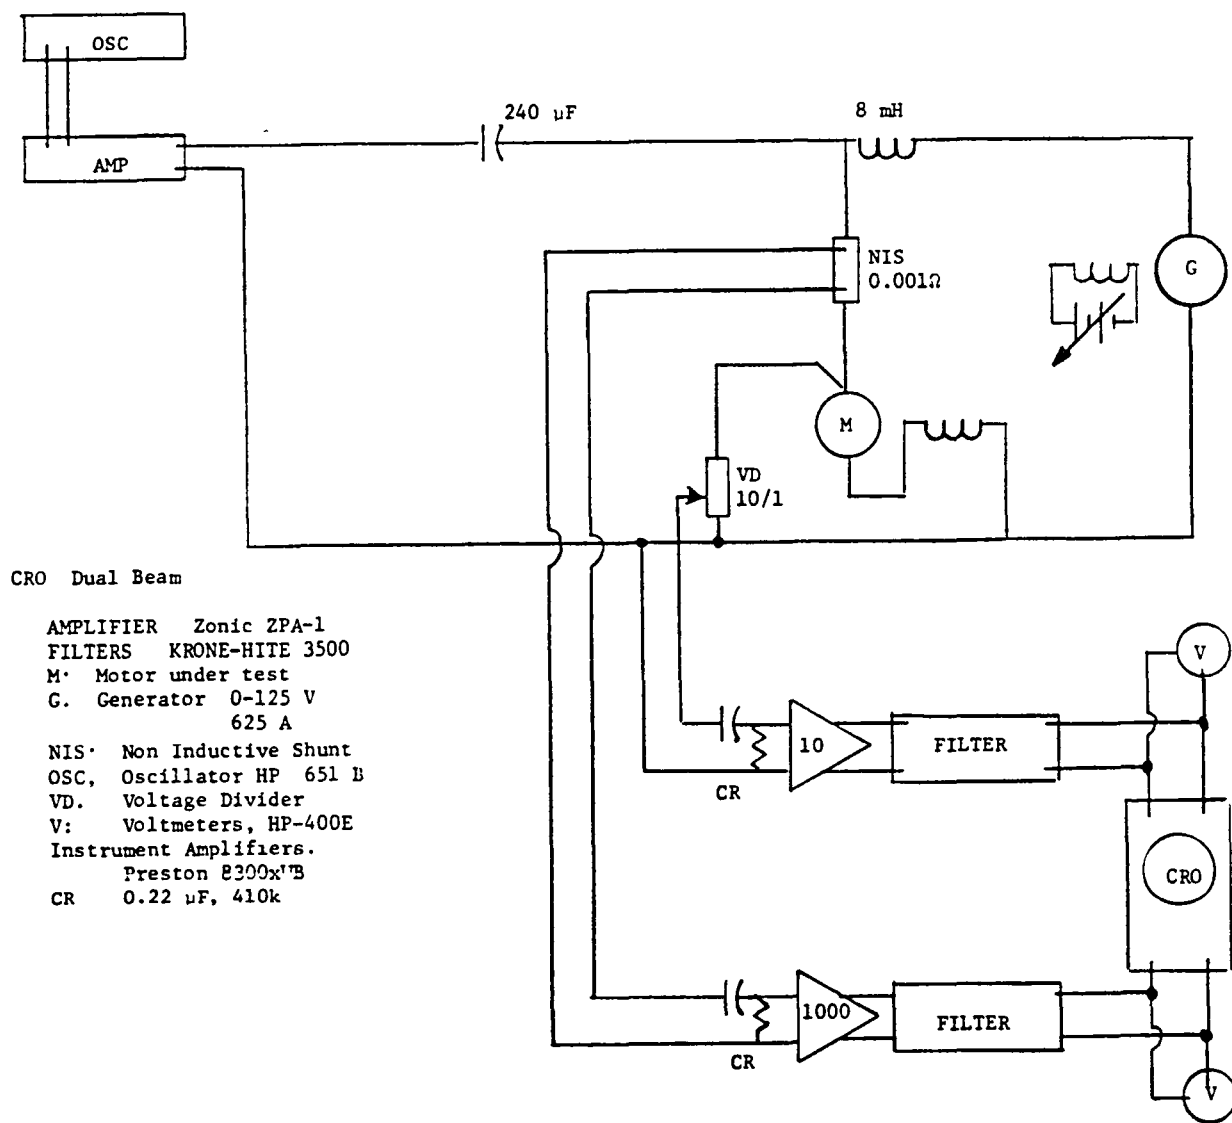 OSC
AMP
240 µF
8 mH
NIS
0.001Ω
G
M
VD
10/1
CRO Dual Beam
AMPLIFIER Zonic ZPA-1
FILTERS KRONE-HITE 3500
M· Motor under test
G. Generator 0-125 V
625 A
NIS· Non Inductive Shunt
OSC, Oscillator HP 651 B
VD. Voltage Divider
V: Voltmeters, HP-400E
Instrument Amplifiers.
Preston
CR 0.22 µF, 410k
V
10
FILTER
CR
CRO
1000
FILTER
CR
V